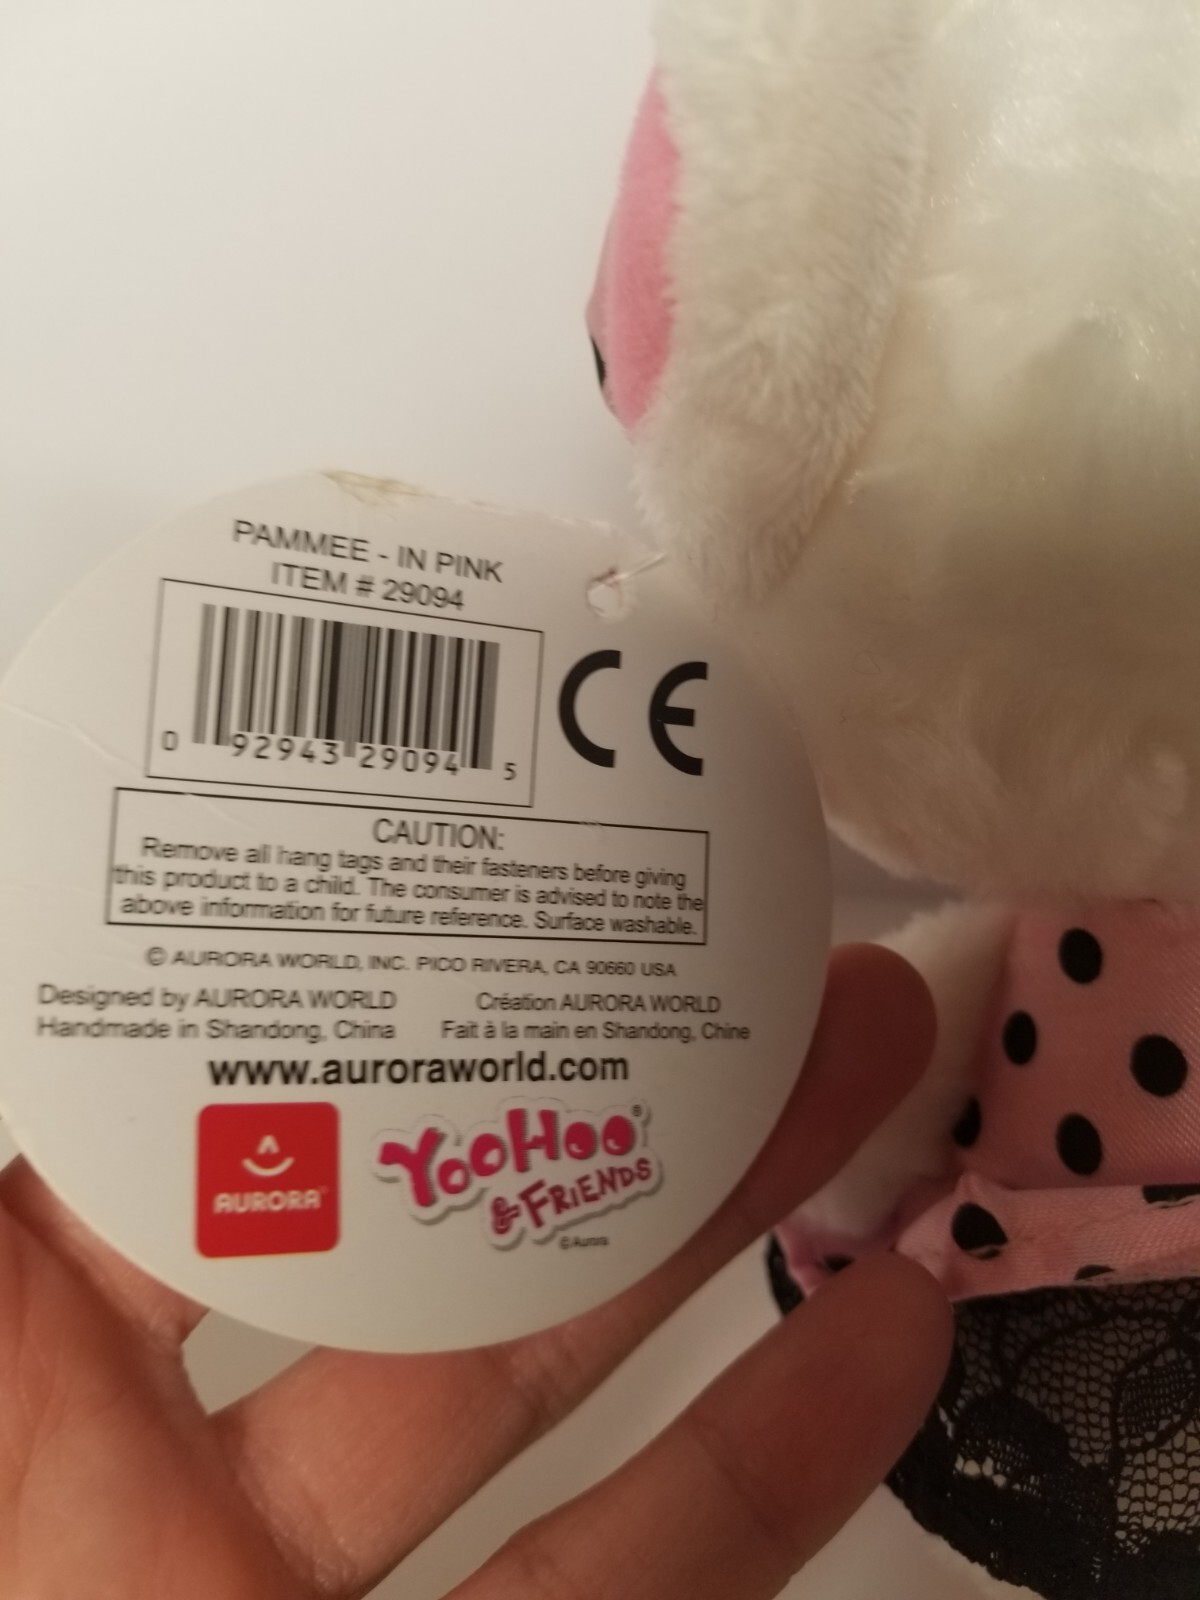 PAMMEE - IN PINK
ITEM # 29094
0 92943 29094 5
CE
CAUTION:
Remove all hang tags and their fasteners before giving
this product to a child. The consumer is advised to note the
above information for future reference. Surface washable.
© AURORA WORLD, INC. PICO RIVERA, CA 90660 USA
Designed by AURORA WORLD
Handmade in Shandong, China
Création AURORA WORLD
Fait à la main en Shandong, Chine
www.auroraworld.com
AURORA
YooHoo®
& FRIENDS
© Aurora